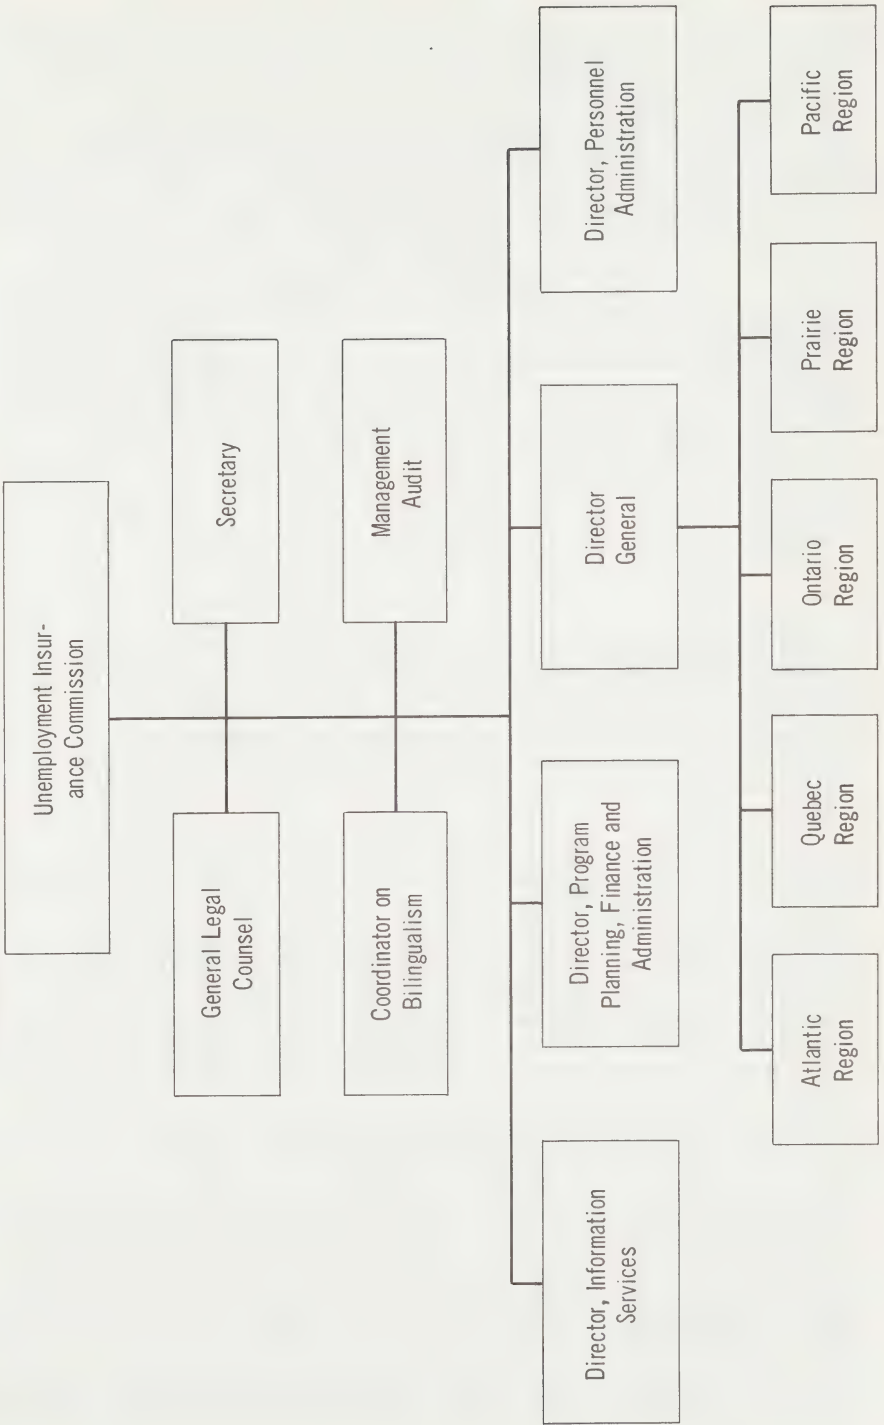 Unemployment Insur-
ance Commission
General Legal
Counsel
Secretary
Coordinator on
Bilingualism
Management
Audit
Director, Information
Services
Director, Program
Planning, Finance and
Administration
Director
General
Director, Personnel
Administration
Atlantic
Region
Quebec
Region
Ontario
Region
Prairie
Region
Pacific
Region